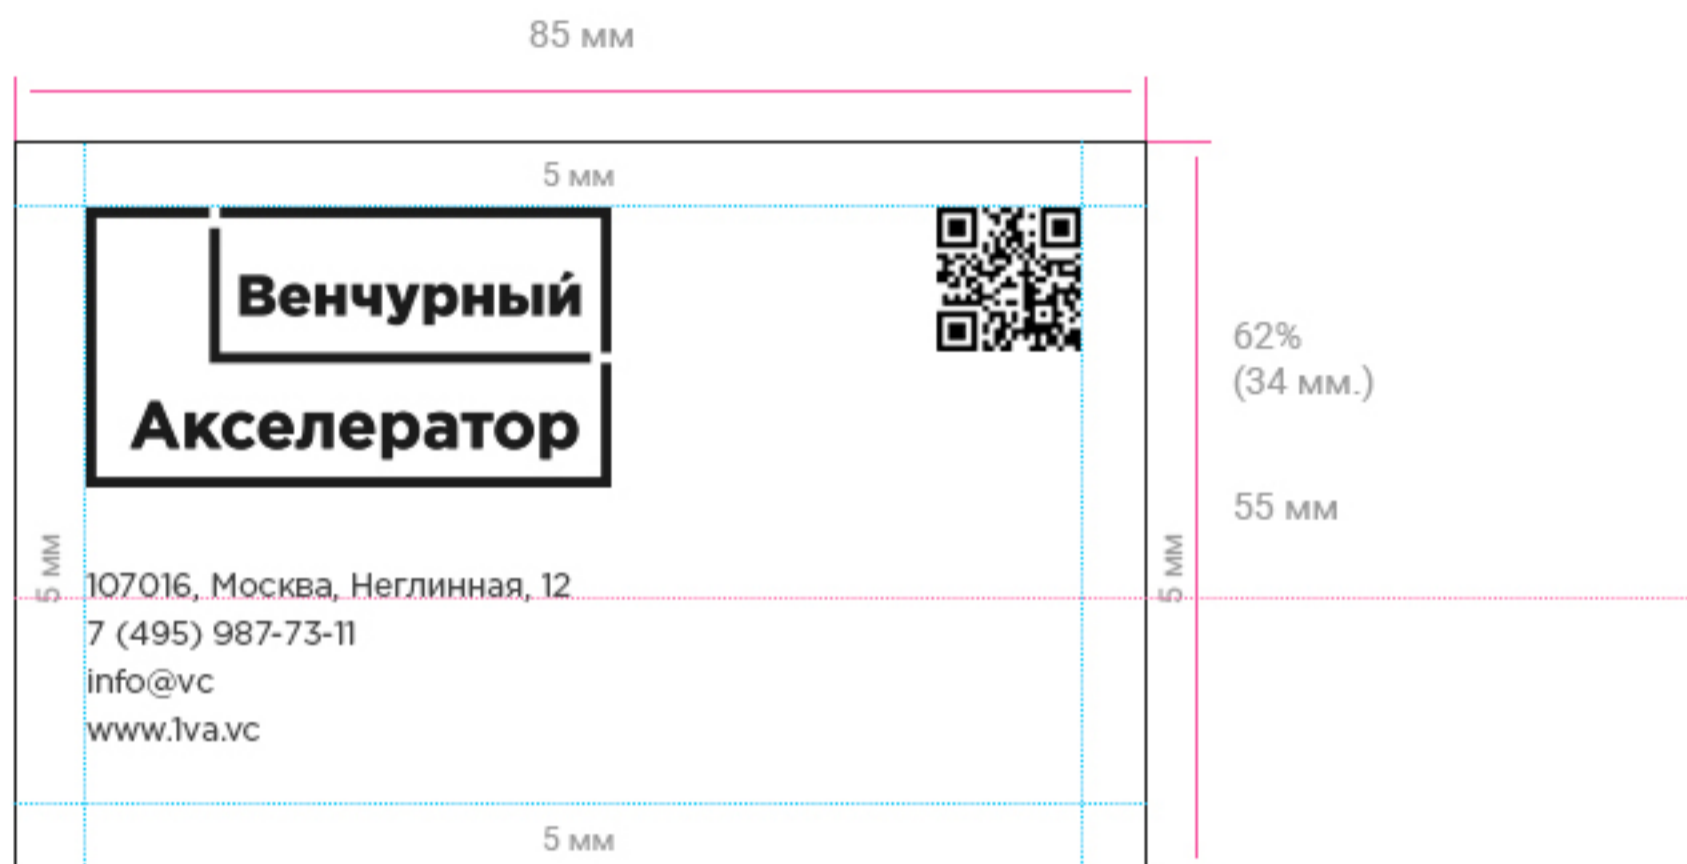 85 мм
5 мм
Венчурный
Акселератор
62%
(34 мм.)
55 мм
5 мм
5 мм
107016, Москва, Неглинная, 12
7 (495) 987-73-11
info@vc
www.1va.vc
5 мм